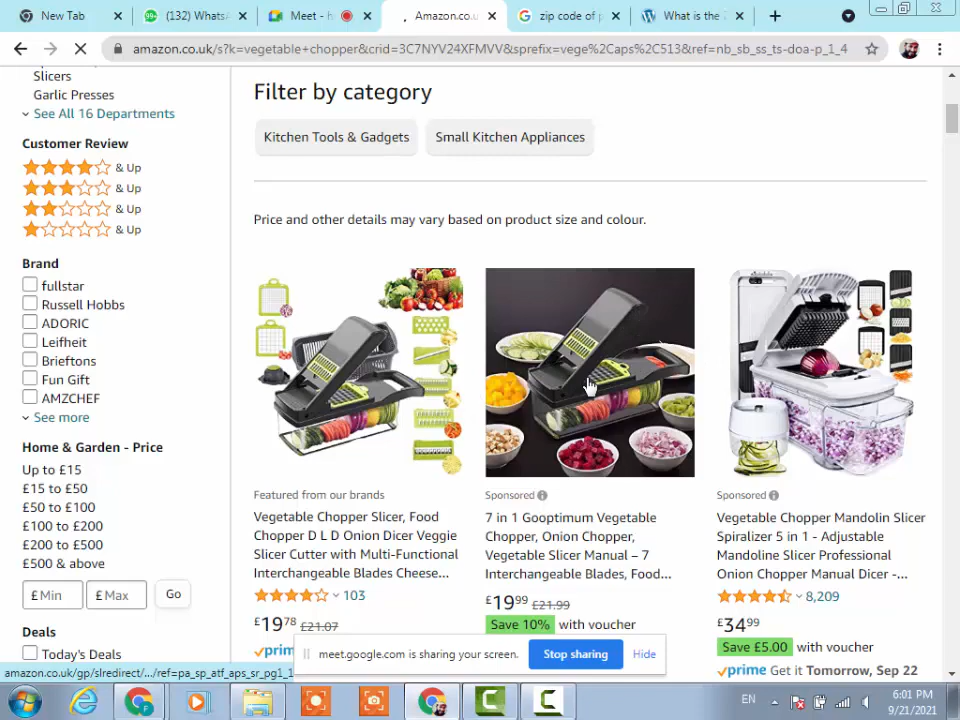 New Tab
(132) Whats
Meet - h
Amazon.co.u
zip code of p
What is the
amazon.co.uk/s?k=vegetable+chopper&crid=3C7NYV24XFMVV&sprefix=vege%2Caps%2C513&ref=nb_sb_ss_ts-doa-p_1_4
Slicers
Garlic Presses
See All 16 Departments
Customer Review
& Up
& Up
& Up
& Up
Brand
fullstar
Russell Hobbs
ADORIC
Leifheit
Brieftons
Fun Gift
AMZCHEF
See more
Home & Garden - Price
Up to £15
£15 to £50
£50 to £100
£100 to £200
£200 to £500
£500 & above
£ Min £ Max Go
Deals
Today's Deals
Filter by category
Kitchen Tools & Gadgets
Small Kitchen Appliances
Price and other details may vary based on product size and colour.
Featured from our brands
Vegetable Chopper Slicer, Food
Chopper D L D Onion Dicer Veggie
Slicer Cutter with Multi-Functional
Interchangeable Blades Cheese...
103
£19.78 £21.07
prime
Sponsored
7 in 1 Gooptimum Vegetable
Chopper, Onion Chopper,
Vegetable Slicer Manual – 7
Interchangeable Blades, Food...
£19.99 £21.99
Save 10% with voucher
Sponsored
Vegetable Chopper Mandolin Slicer
Spiralizer 5 in 1 - Adjustable
Mandoline Slicer Professional
Onion Chopper Manual Dicer -...
8,209
£34.99
Save £5.00 with voucher
prime Get it Tomorrow, Sep 22
meet.google.com is sharing your screen.
Stop sharing
Hide
amazon.co.uk/gp/slredirect/.../ref=pa_sp_atf_aps_sr_pg1_1
EN
6:01 PM
9/21/2021